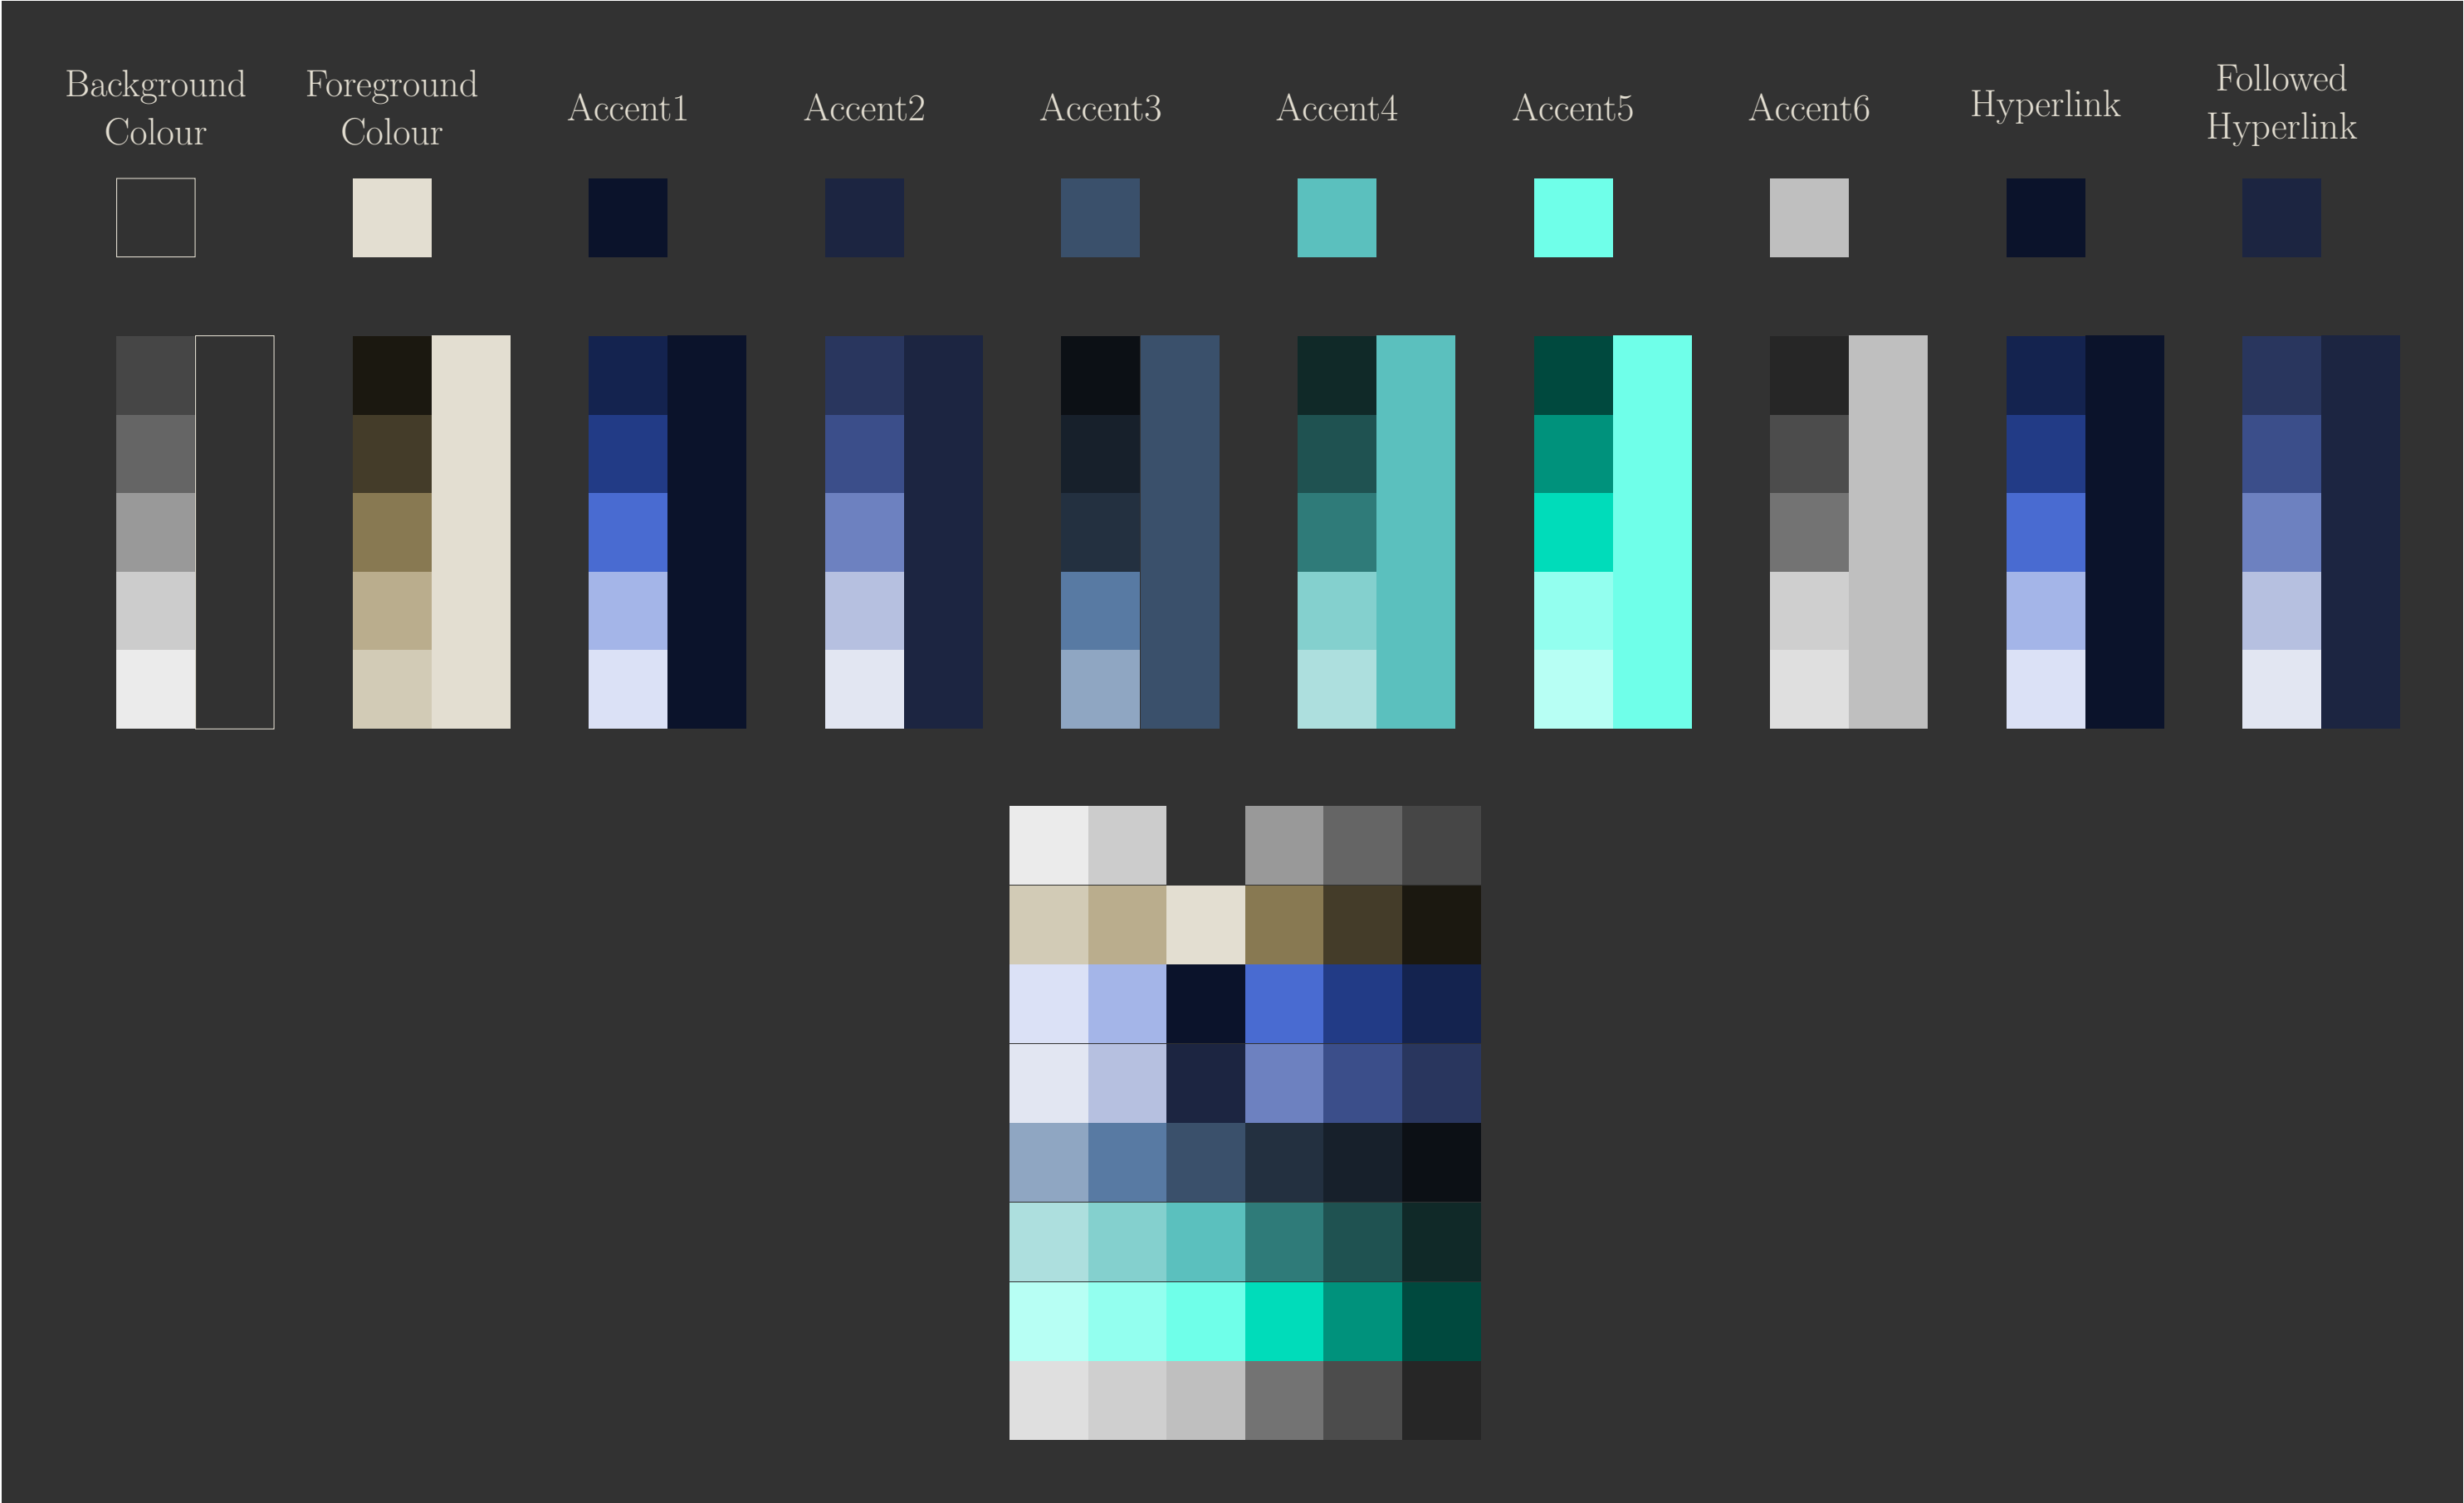 Background
Colour
Foreground
Colour
Accent1
Accent2
Accent3
Accent4
Accent5
Accent6
Hyperlink
Followed
Hyperlink